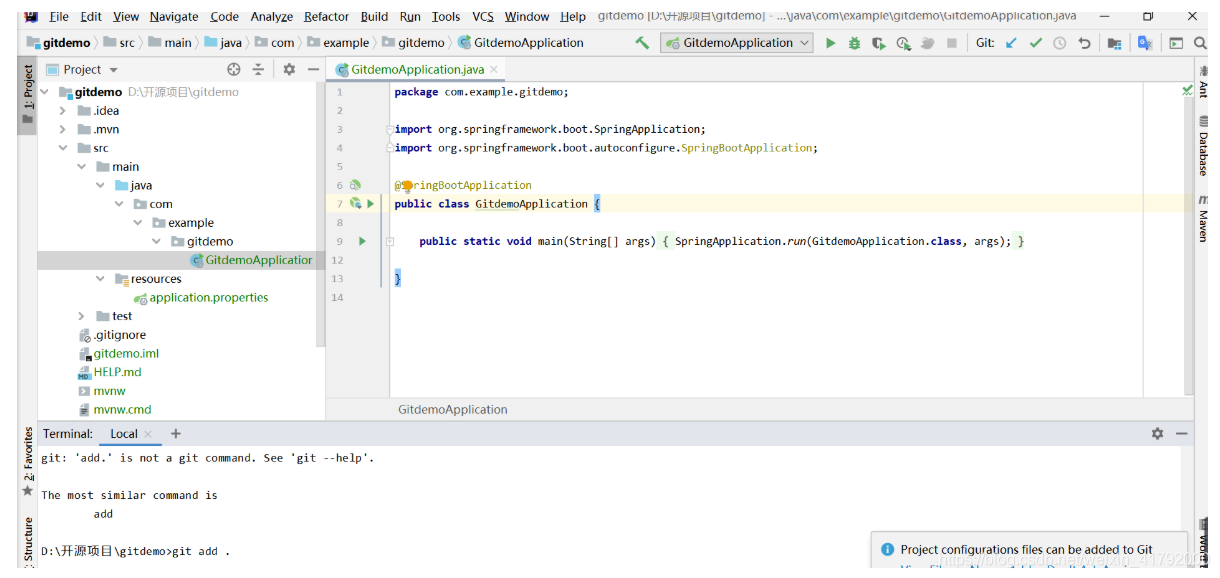 File Edit View Navigate Code Analyze Refactor Build Run Tools VCS Window Help gitdemo [D:\开源项目\gitdemo] - ...\java\com\example\gitdemo\GitdemoApplication.java
gitdemo src main java com example gitdemo GitdemoApplication GitdemoApplication Git:
1: Project
Project
GitdemoApplication.java
Ant
Database
Maven
gitdemo D:\开源项目\gitdemo
.idea
.mvn
src
main
java
com
example
gitdemo
GitdemoApplication
resources
application.properties
test
.gitignore
gitdemo.iml
HELP.md
mvnw
mvnw.cmd
1 package com.example.gitdemo;
2
3 import org.springframework.boot.SpringApplication;
4 import org.springframework.boot.autoconfigure.SpringBootApplication;
5
6 @SpringBootApplication
7 public class GitdemoApplication {
8
9 public static void main(String[] args) { SpringApplication.run(GitdemoApplication.class, args); }
12
13 }
14
GitdemoApplication
2: Favorites
Structure
Terminal: Local +
git: 'add.' is not a git command. See 'git --help'.
The most similar command is
add
D:\开源项目\gitdemo>git add .
Project configurations files can be added to Git